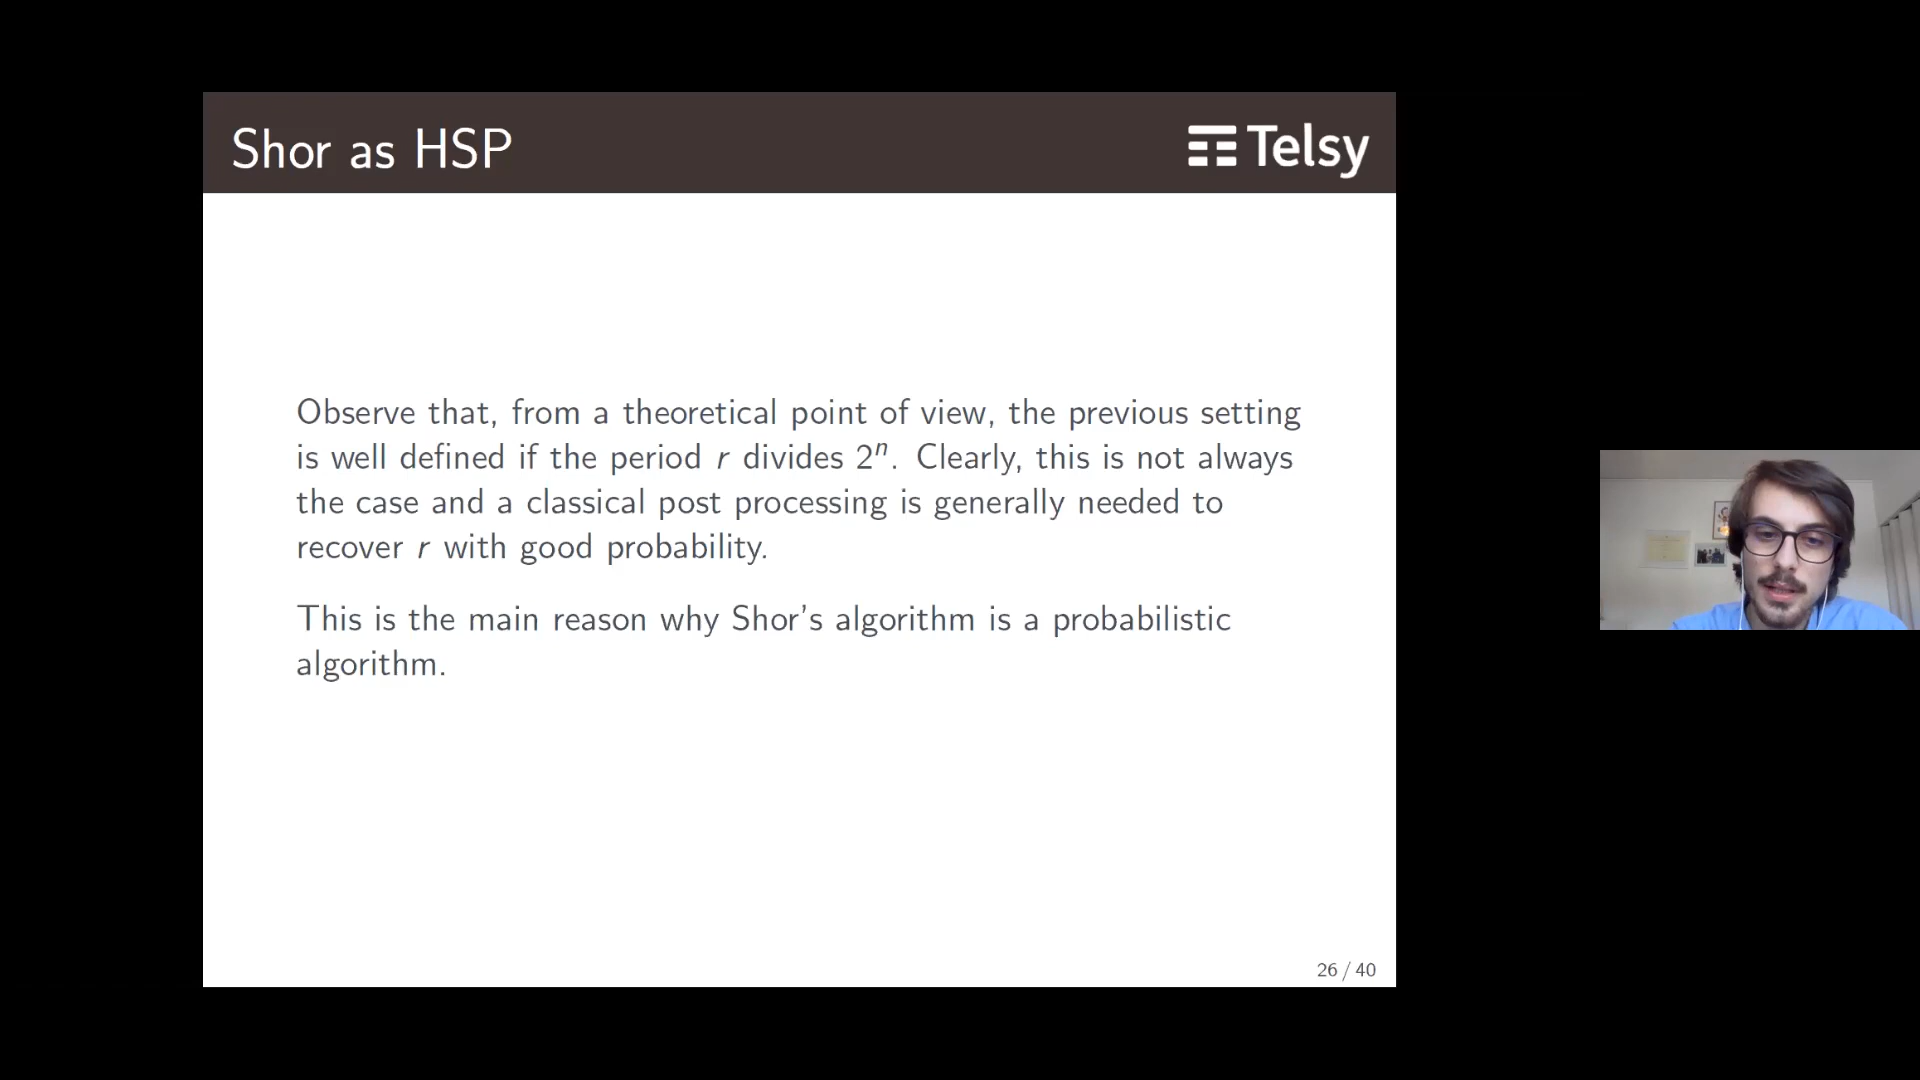 Shor as HSP
Telsy
Observe that, from a theoretical point of view, the previous setting
is well defined if the period r divides 2ⁿ. Clearly, this is not always
the case and a classical post processing is generally needed to
recover r with good probability.
This is the main reason why Shor's algorithm is a probabilistic
algorithm.
26 / 40